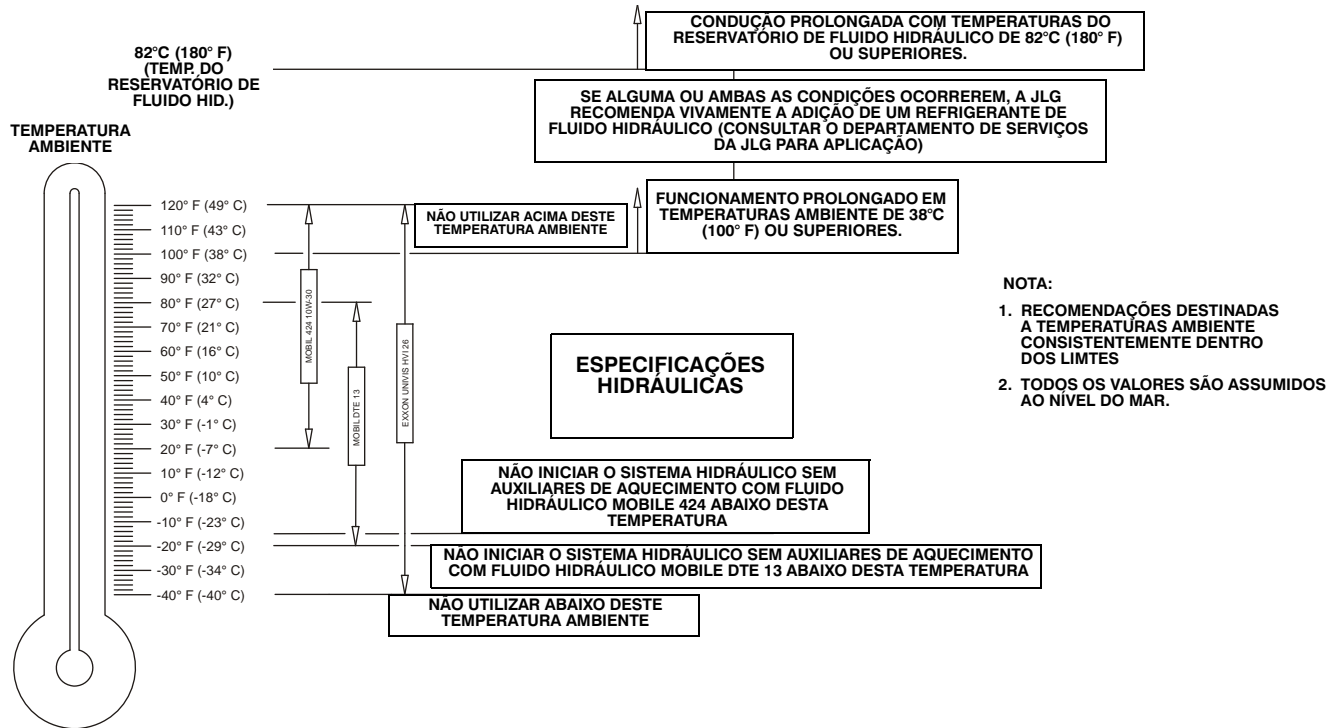 CONDUÇÃO PROLONGADA COM TEMPERATURAS DO
RESERVATÓRIO DE FLUIDO HIDRÁULICO DE 82°C (180° F)
OU SUPERIORES.
82°C (180° F)
(TEMP. DO
RESERVATÓRIO DE
FLUIDO HID.)
SE ALGUMA OU AMBAS AS CONDIÇÕES OCORREREM, A JLG
RECOMENDA VIVAMENTE A ADIÇÃO DE UM REFRIGERANTE DE
FLUIDO HIDRÁULICO (CONSULTAR O DEPARTAMENTO DE SERVIÇOS
DA JLG PARA APLICAÇÃO)
TEMPERATURA
AMBIENTE
FUNCIONAMENTO PROLONGADO EM
TEMPERATURAS AMBIENTE DE 38°C
(100° F) OU SUPERIORES.
NÃO UTILIZAR ACIMA DESTE
TEMPERATURA AMBIENTE
120° F (49° C)
110° F (43° C)
100° F (38° C)
90° F (32° C)
80° F (27° C)
70° F (21° C)
60° F (16° C)
50° F (10° C)
40° F (4° C)
30° F (-1° C)
20° F (-7° C)
10° F (-12° C)
0° F (-18° C)
-10° F (-23° C)
-20° F (-29° C)
-30° F (-34° C)
-40° F (-40° C)
MOBIL 424 10W-30
MOBIL DTE 13
EXXON UNIVIS HVI 26
ESPECIFICAÇÕES
HIDRÁULICAS
NOTA:
1. RECOMENDAÇÕES DESTINADAS
A TEMPERATURAS AMBIENTE
CONSISTENTEMENTE DENTRO
DOS LIMTES
2. TODOS OS VALORES SÃO ASSUMIDOS
AO NÍVEL DO MAR.
NÃO INICIAR O SISTEMA HIDRÁULICO SEM
AUXILIARES DE AQUECIMENTO COM FLUIDO
HIDRÁULICO MOBILE 424 ABAIXO DESTA
TEMPERATURA
NÃO INICIAR O SISTEMA HIDRÁULICO SEM AUXILIARES DE AQUECIMENTO
COM FLUIDO HIDRÁULICO MOBILE DTE 13 ABAIXO DESTA TEMPERATURA
NÃO UTILIZAR ABAIXO DESTE
TEMPERATURA AMBIENTE